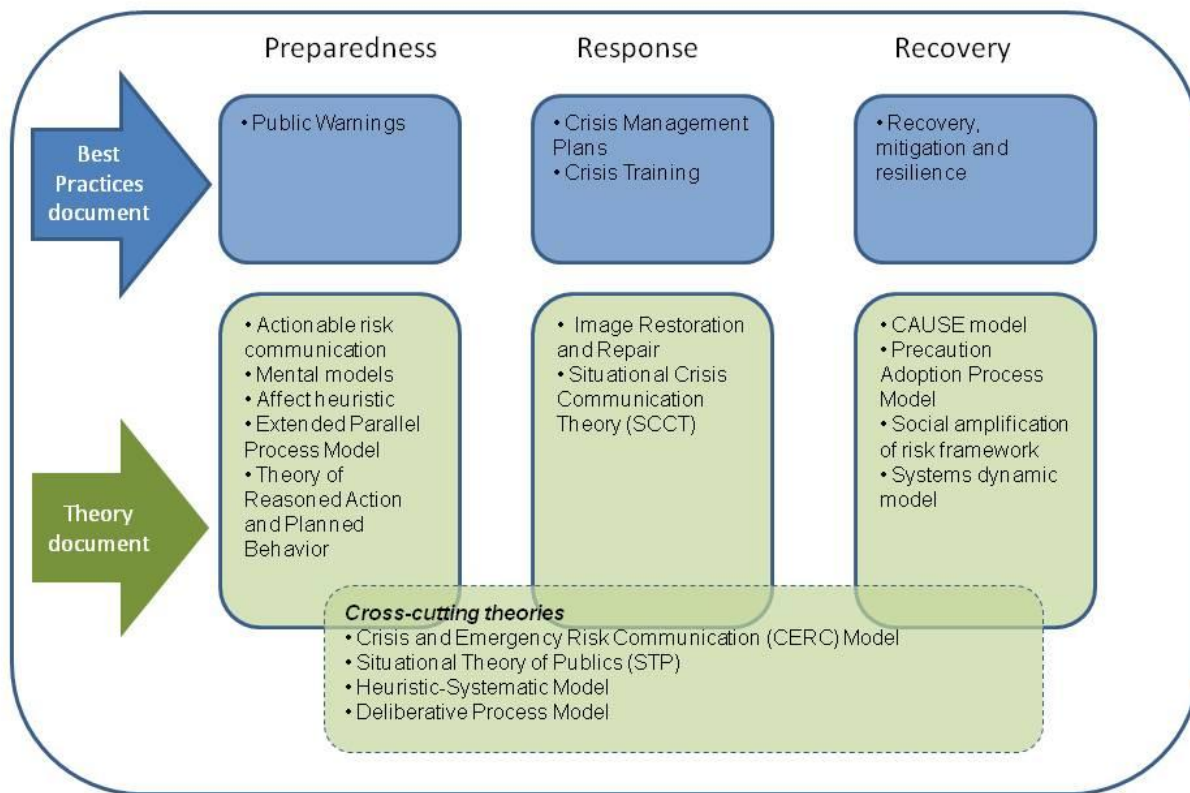 Preparedness
Response
Recovery
Best
Practices
document
• Public Warnings
• Crisis Management
Plans
• Crisis Training
• Recovery,
mitigation and
resilience
Theory
document
• Actionable risk
communication
• Mental models
• Affect heuristic
• Extended Parallel
Process Model
• Theory of
Reasoned Action
and Planned
Behavior
• Image Restoration
and Repair
• Situational Crisis
Communication
Theory (SCCT)
• CAUSE model
• Precaution
Adoption Process
Model
• Social amplification
of risk framework
• Systems dynamic
model
Cross-cutting theories
• Crisis and Emergency Risk Communication (CERC) Model
• Situational Theory of Publics (STP)
• Heuristic-Systematic Model
• Deliberative Process Model